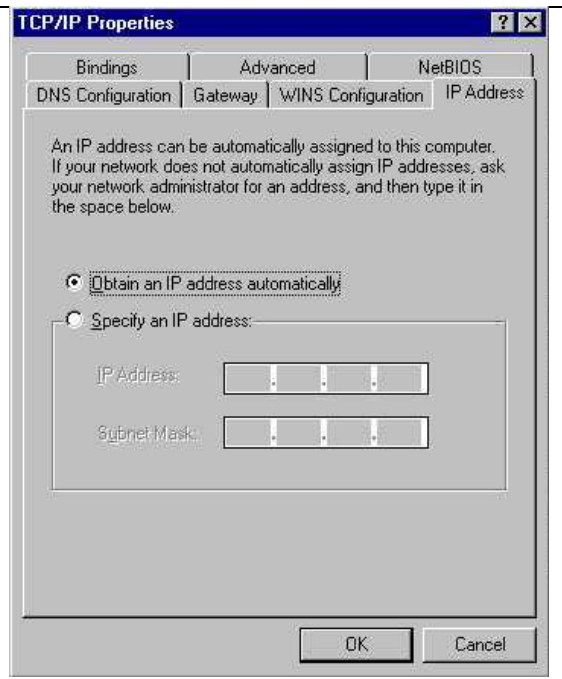 TCP/IP Properties
Bindings
Advanced
NetBIOS
DNS Configuration
Gateway
WINS Configuration
IP Address
An IP address can be automatically assigned to this computer.
If your network does not automatically assign IP addresses, ask
your network administrator for an address, and then type it in
the space below.
Obtain an IP address automatically
Specify an IP address:
IP Address:
Subnet Mask:
OK
Cancel